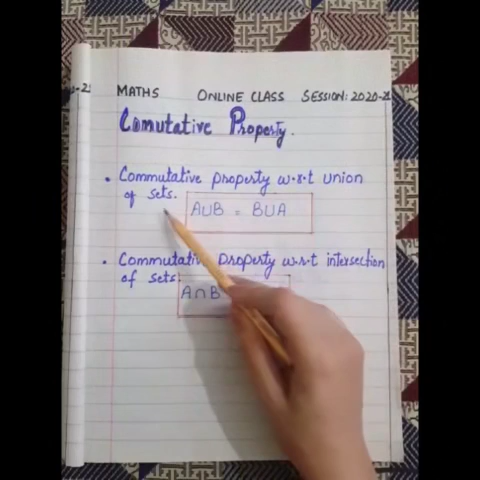 MATHS ONLINE CLASS SESSION: 2020-21
Comutative Property.
• Commutative property w.r.t union
of sets.
A∪B = B∪A
• Commutative property w.r.t intersection
of sets
A∩B